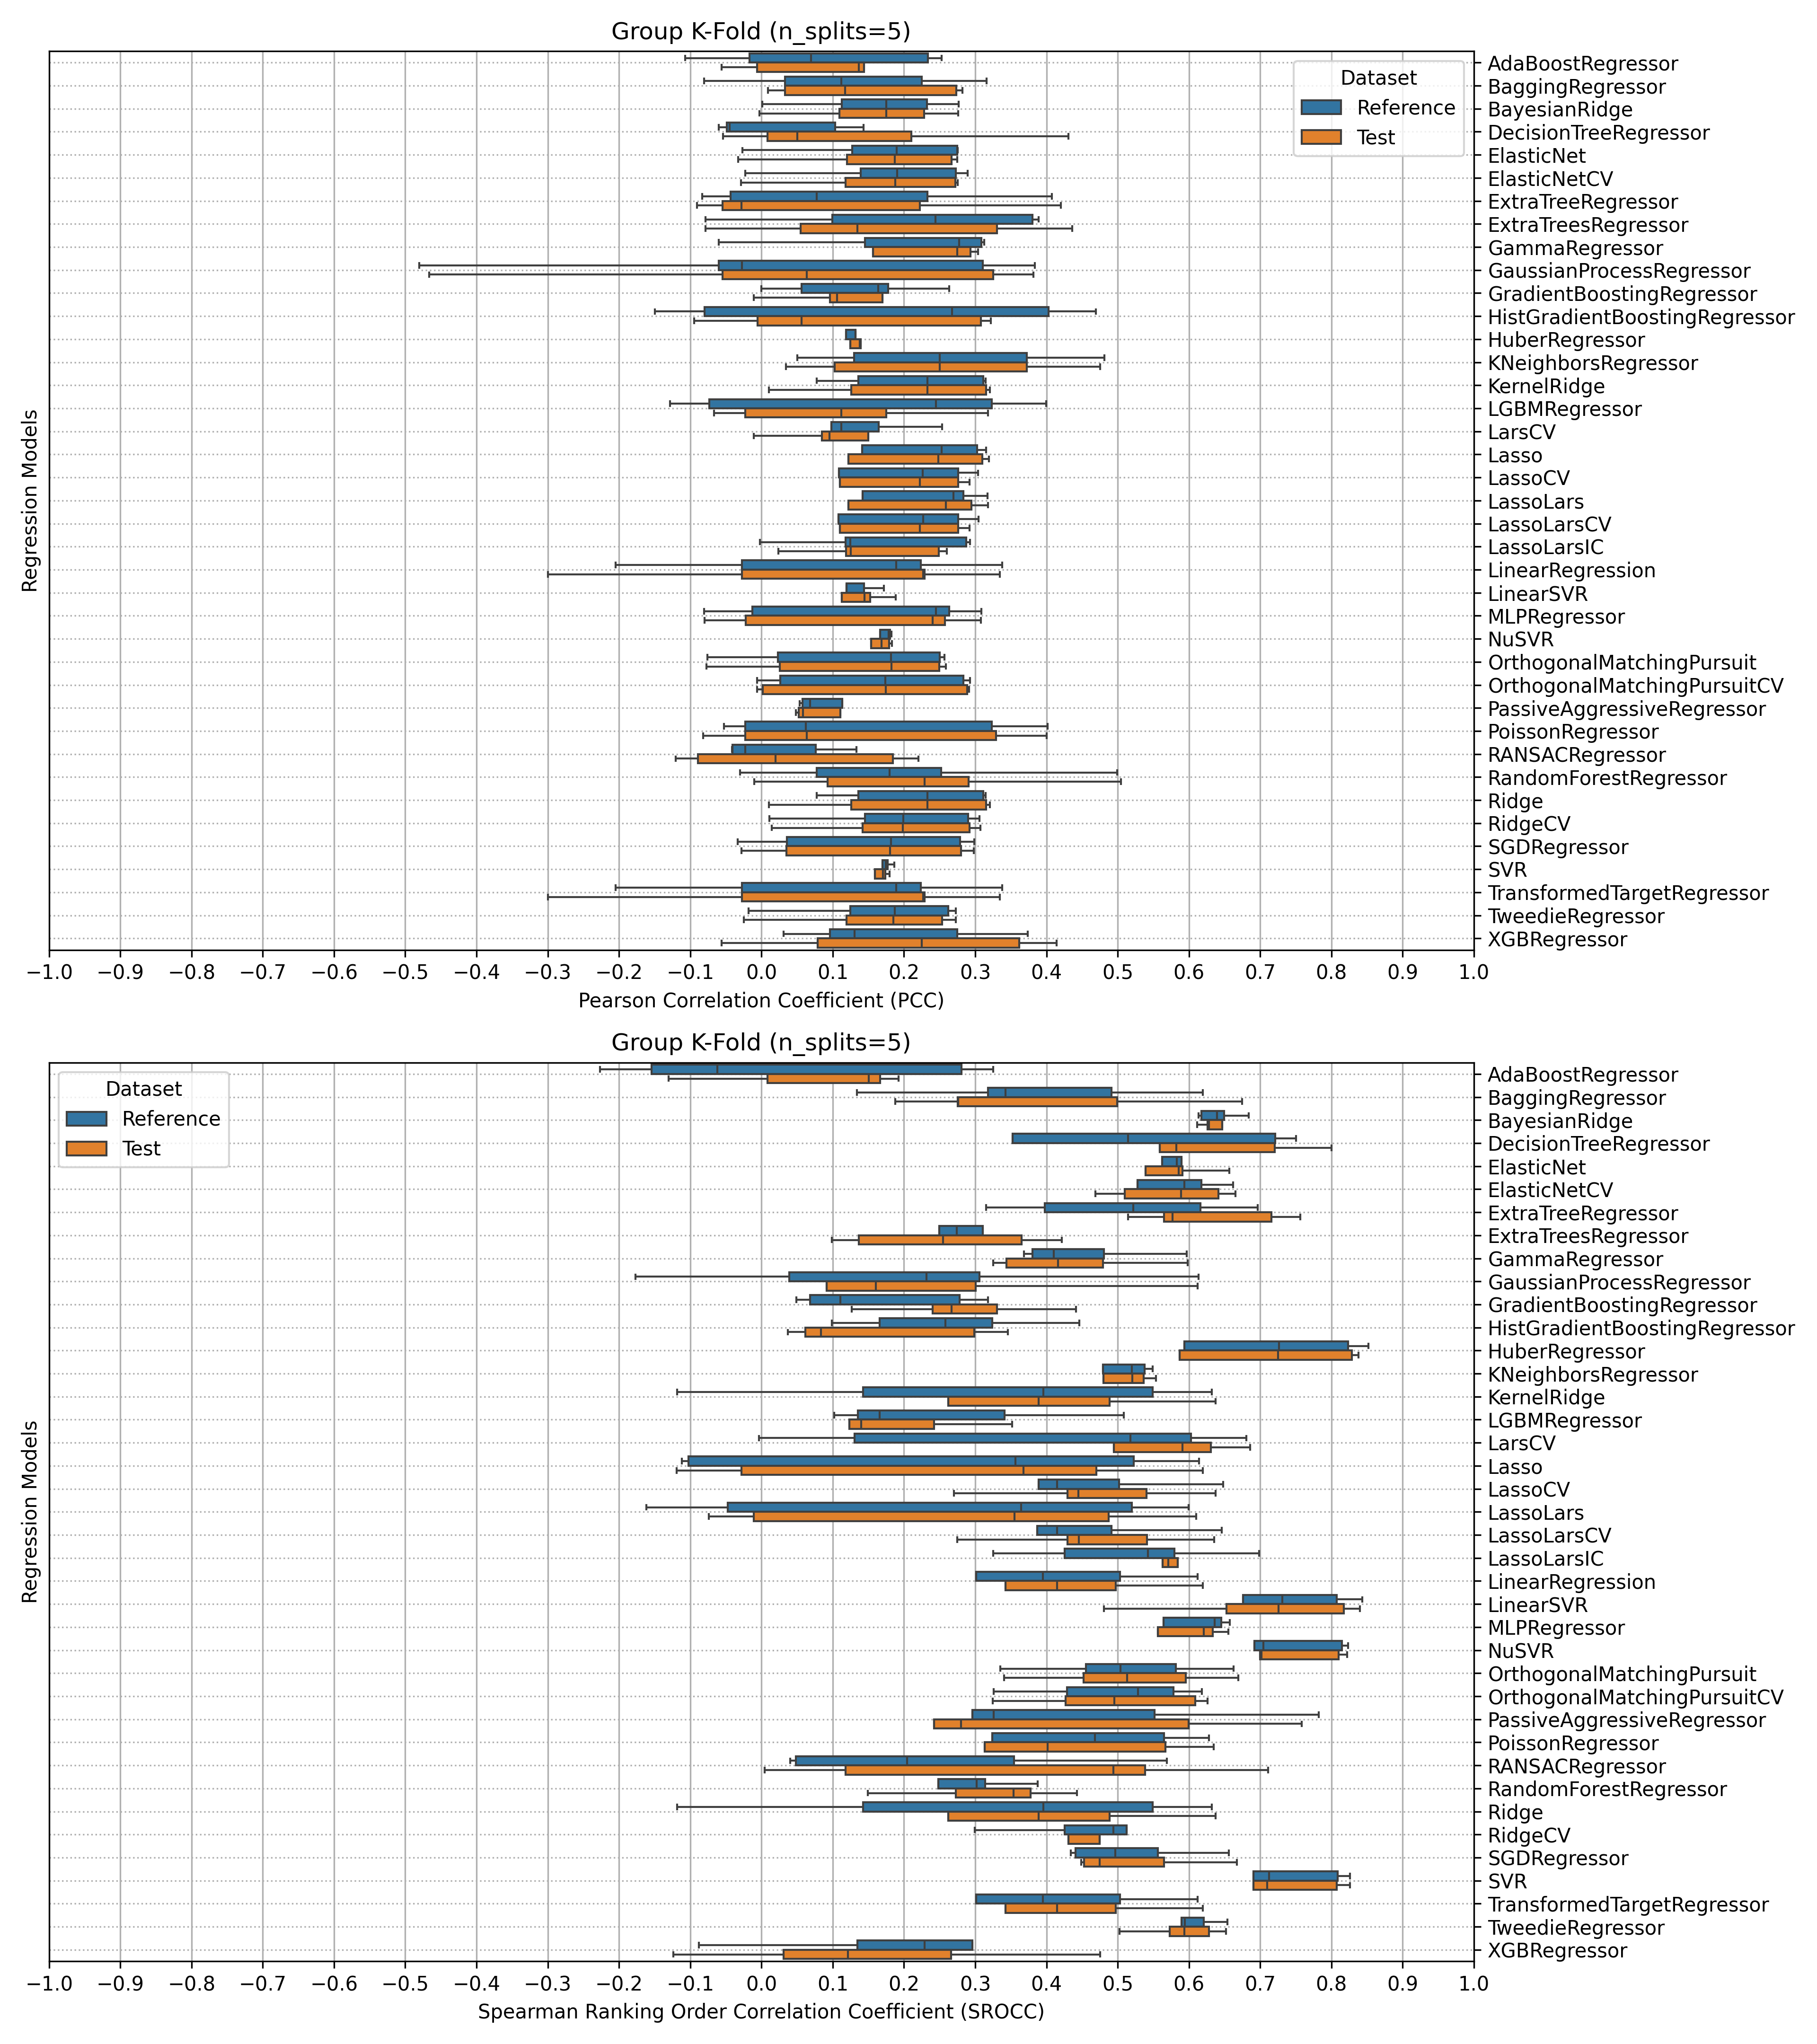 Group K-Fold (n_splits=5)
Dataset
Reference
Test
AdaBoostRegressor
BaggingRegressor
BayesianRidge
DecisionTreeRegressor
ElasticNet
ElasticNetCV
ExtraTreeRegressor
ExtraTreesRegressor
GammaRegressor
GaussianProcessRegressor
GradientBoostingRegressor
HistGradientBoostingRegressor
HuberRegressor
KNeighborsRegressor
KernelRidge
LGBMRegressor
LarsCV
Lasso
LassoCV
LassoLars
LassoLarsCV
LassoLarsIC
LinearRegression
LinearSVR
MLPRegressor
NuSVR
OrthogonalMatchingPursuit
OrthogonalMatchingPursuitCV
PassiveAggressiveRegressor
PoissonRegressor
RANSACRegressor
RandomForestRegressor
Ridge
RidgeCV
SGDRegressor
SVR
TransformedTargetRegressor
TweedieRegressor
XGBRegressor
Regression Models
−1.0 −0.9 −0.8 −0.7 −0.6 −0.5 −0.4 −0.3 −0.2 −0.1 0.0 0.1 0.2 0.3 0.4 0.5 0.6 0.7 0.8 0.9 1.0
Pearson Correlation Coefficient (PCC)
Group K-Fold (n_splits=5)
Dataset
Reference
Test
AdaBoostRegressor
BaggingRegressor
BayesianRidge
DecisionTreeRegressor
ElasticNet
ElasticNetCV
ExtraTreeRegressor
ExtraTreesRegressor
GammaRegressor
GaussianProcessRegressor
GradientBoostingRegressor
HistGradientBoostingRegressor
HuberRegressor
KNeighborsRegressor
KernelRidge
LGBMRegressor
LarsCV
Lasso
LassoCV
LassoLars
LassoLarsCV
LassoLarsIC
LinearRegression
LinearSVR
MLPRegressor
NuSVR
OrthogonalMatchingPursuit
OrthogonalMatchingPursuitCV
PassiveAggressiveRegressor
PoissonRegressor
RANSACRegressor
RandomForestRegressor
Ridge
RidgeCV
SGDRegressor
SVR
TransformedTargetRegressor
TweedieRegressor
XGBRegressor
Regression Models
−1.0 −0.9 −0.8 −0.7 −0.6 −0.5 −0.4 −0.3 −0.2 −0.1 0.0 0.1 0.2 0.3 0.4 0.5 0.6 0.7 0.8 0.9 1.0
Spearman Ranking Order Correlation Coefficient (SROCC)